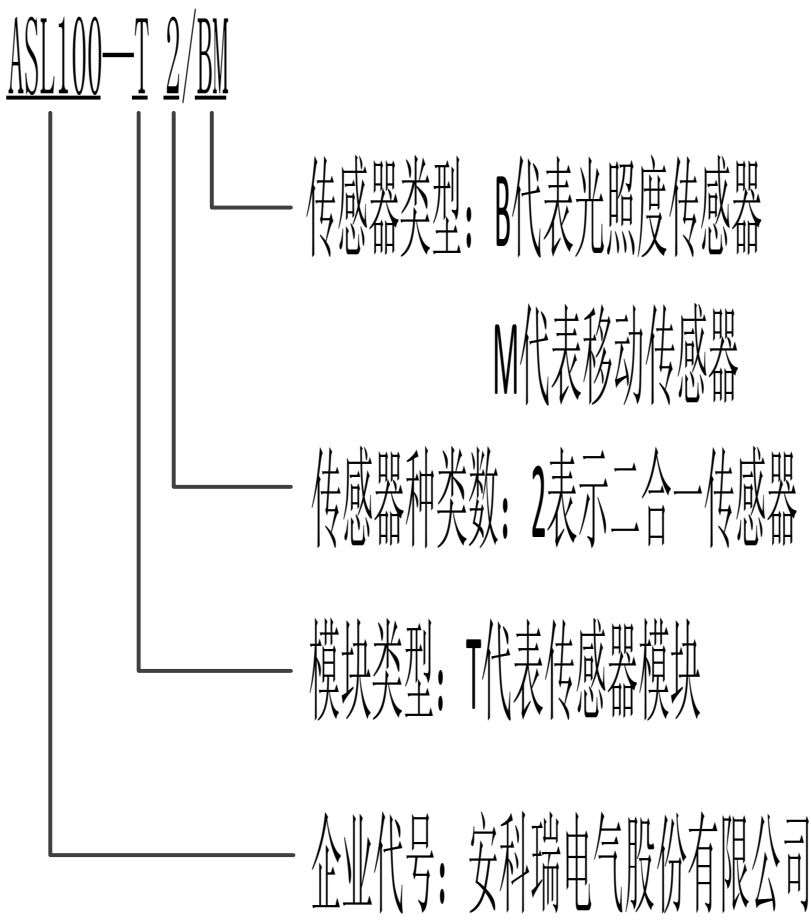 ASL100—T 2/BM
传感器类型：B代表光照度传感器
M代表移动传感器
传感器种类数：2表示二合一传感器
模块类型：T代表传感器模块
企业代号：安科瑞电气股份有限公司